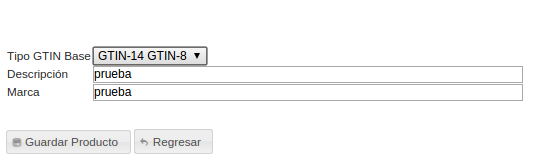 Tipo GTIN Base GTIN-14 GTIN-8
Descripción prueba
Marca prueba
Guardar Producto Regresar